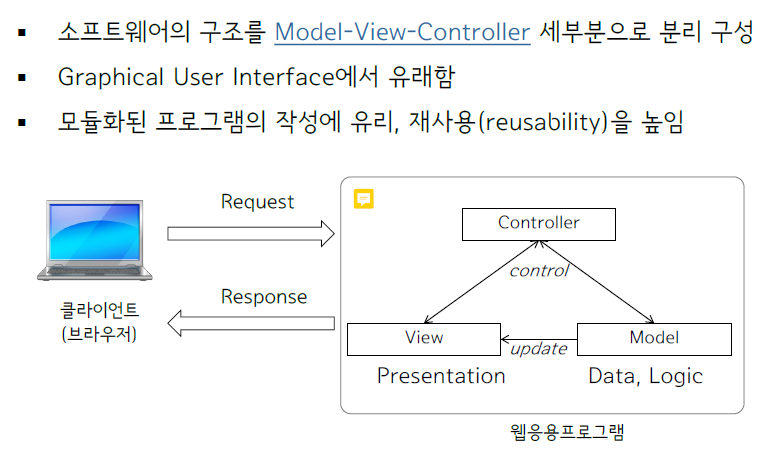 ▪ 소프트웨어의 구조를 Model-View-Controller 세부분으로 분리 구성
▪ Graphical User Interface에서 유래함
▪ 모듈화된 프로그램의 작성에 유리, 재사용(reusability)을 높임
Request
Controller
control
Response
클라이언트
(브라우저)
View
update
Model
Presentation
Data, Logic
웹응용프로그램